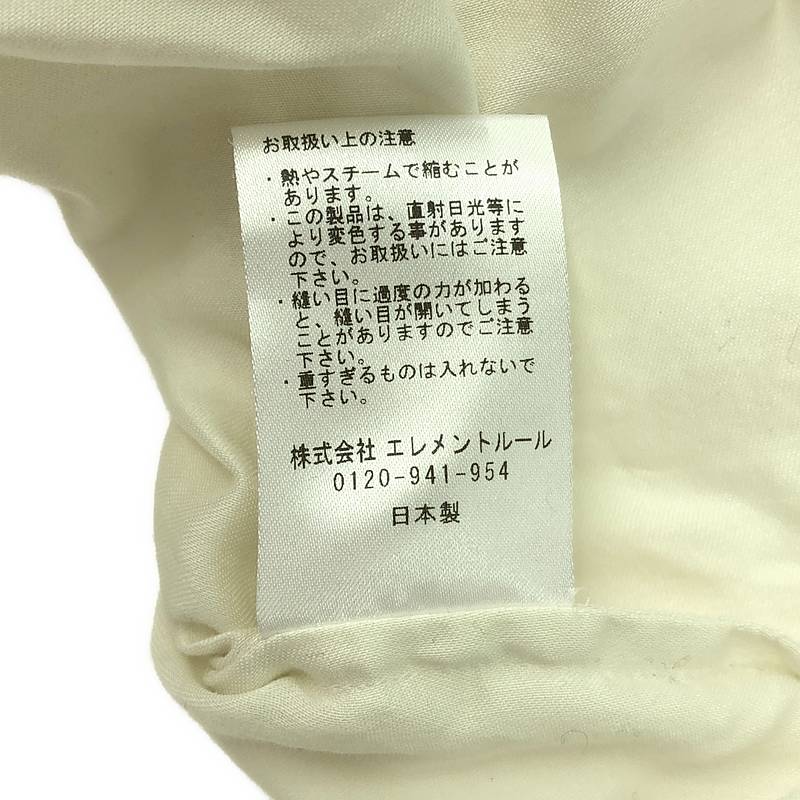 お取扱い上の注意
・熱やスチームで縮むことが
あります。
・この製品は、直射日光等に
より変色する事があります
ので、お取扱いにはご注意
下さい。
・縫い目に過度の力が加わる
と、縫い目が開いてしまう
ことがありますのでご注意
下さい。
・重すぎるものは入れないで
下さい。
株式会社 エレメントルール
0120-941-954
日本製